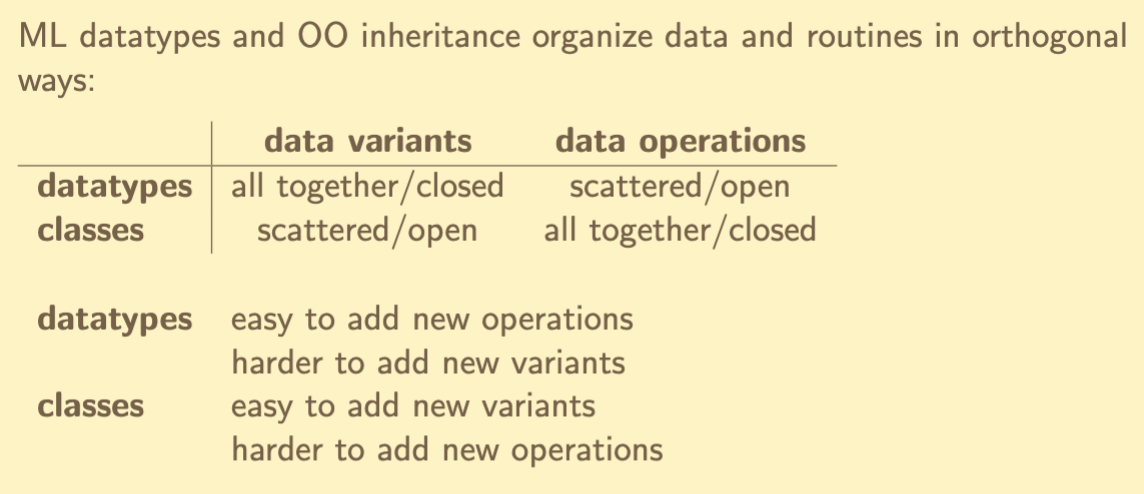 ML datatypes and OO inheritance organize data and routines in orthogonal
ways:
data variants data operations
datatypes all together/closed scattered/open
classes scattered/open all together/closed
datatypes easy to add new operations
harder to add new variants
classes easy to add new variants
harder to add new operations